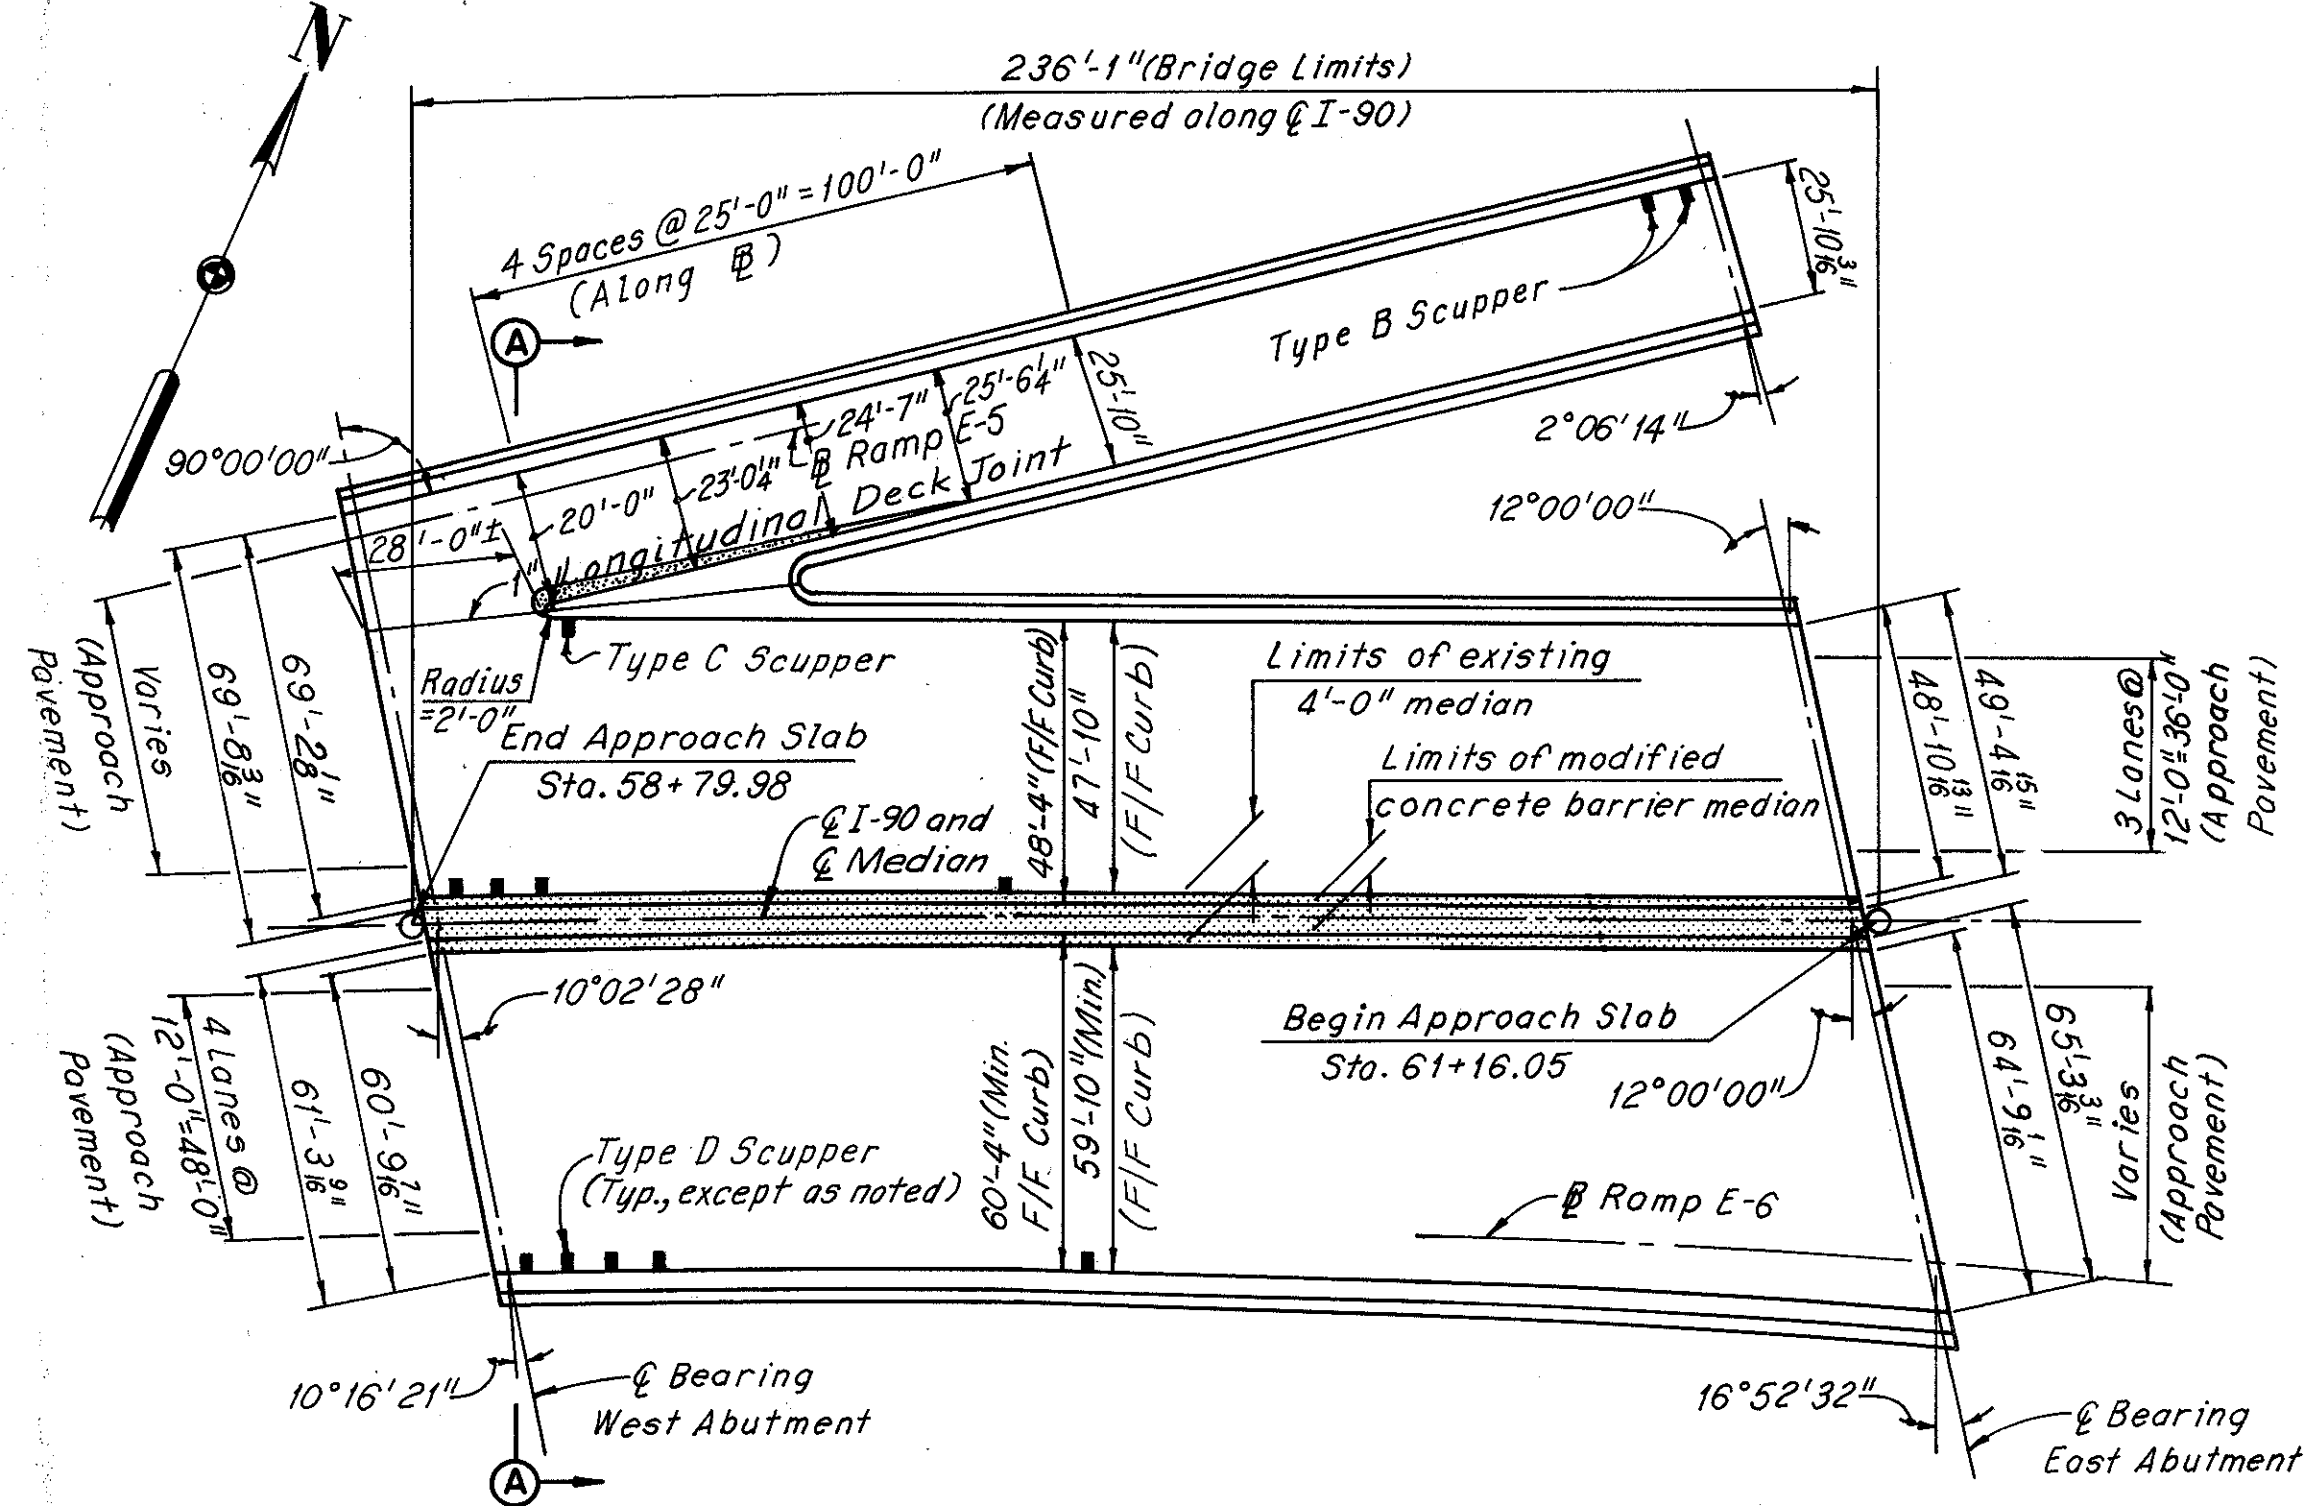 N
236'-1" (Bridge Limits)
(Measured along ℄ I-90)
4 Spaces @ 25'-0" = 100'-0"
(Along ⅊)
A
25'-10 3/16"
Type B Scupper
2°06'14"
90°00'00"
28'-0"±
20'-0"
23'-0 1/4"
24'-7"
25'-6 1/4"
25'-10"
⅊ Ramp E-5
1" Longitudinal Deck Joint
12°00'00"
Varies
(Approach
Pavement)
69'-8 3/16"
69'-2 1/8"
Radius
=2'-0"
Type C Scupper
End Approach Slab
Sta. 58+79.98
℄ I-90 and
℄ Median
48'-4" (F/F Curb)
47'-10"
(F/F Curb)
Limits of existing
4'-0" median
Limits of modified
concrete barrier median
48'-10 13/16"
49'-4 15/16"
3 Lanes @
12'-0"=36'-0"
(Approach
Pavement)
10°02'28"
4 Lanes @
12'-0"=48'-0"
(Approach
Pavement)
61'-3 9/16"
60'-9 7/16"
Type D Scupper
(Typ., except as noted)
60'-4" (Min.
F/F Curb)
59'-10" (Min.)
(F/F Curb)
Begin Approach Slab
Sta. 61+16.05
12°00'00"
⅊ Ramp E-6
64'-9 1/16"
65'-3 3/16"
Varies
(Approach
Pavement)
10°16'21"
℄ Bearing
West Abutment
16°52'32"
℄ Bearing
East Abutment
A